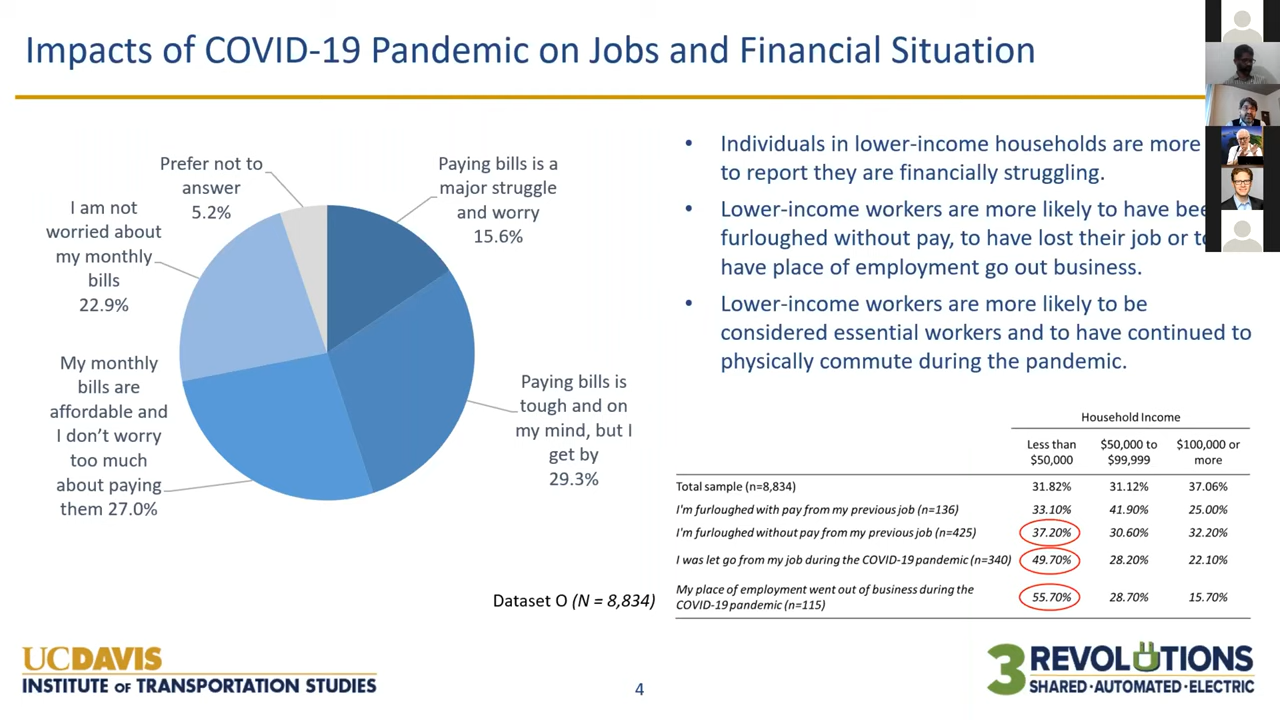 Impacts of COVID-19 Pandemic on Jobs and Financial Situation
Prefer not to
answer
5.2%
Paying bills is a
major struggle
and worry
15.6%
I am not
worried about
my monthly
bills
22.9%
My monthly
bills are
affordable and
I don’t worry
too much
about paying
them 27.0%
Paying bills is
tough and on
my mind, but I
get by
29.3%
Dataset O (N = 8,834)
• Individuals in lower-income households are more
to report they are financially struggling.
• Lower-income workers are more likely to have
furloughed without pay, to have lost their job or
have place of employment go out business.
• Lower-income workers are more likely to be
considered essential workers and to have continued to
physically commute during the pandemic.
Household Income
Less than $50,000 $50,000 to $99,999 $100,000 or more
Total sample (n=8,834) 31.82% 31.12% 37.06%
I'm furloughed with pay from my previous job (n=136) 33.10% 41.90% 25.00%
I'm furloughed without pay from my previous job (n=425) 37.20% 30.60% 32.20%
I was let go from my job during the COVID-19 pandemic (n=340) 49.70% 28.20% 22.10%
My place of employment went out of business during the
COVID-19 pandemic (n=115) 55.70% 28.70% 15.70%
UCDAVIS
INSTITUTE OF TRANSPORTATION STUDIES
4
3 REVOLUTIONS
SHARED·AUTOMATED·ELECTRIC